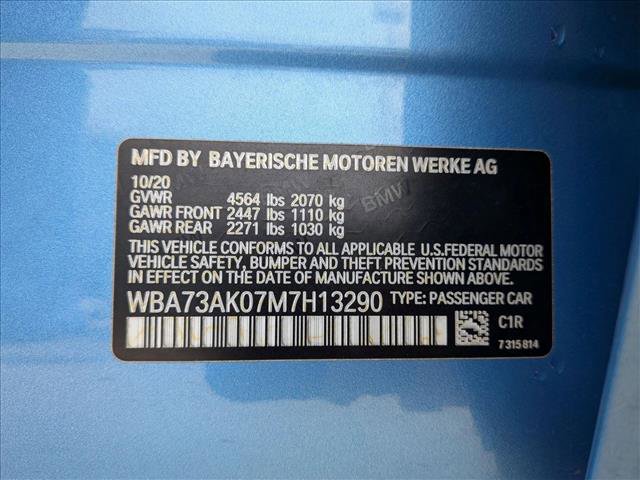 MFD BY BAYERISCHE MOTOREN WERKE AG
10/20
GVWR 4564 lbs 2070 kg
GAWR FRONT 2447 lbs 1110 kg
GAWR REAR 2271 lbs 1030 kg
THIS VEHICLE CONFORMS TO ALL APPLICABLE U.S.FEDERAL MOTOR
VEHICLE SAFETY, BUMPER AND THEFT PREVENTION STANDARDS
IN EFFECT ON THE DATE OF MANUFACTURE SHOWN ABOVE.
WBA73AK07M7H13290 TYPE: PASSENGER CAR
C1R
7315814
BMW